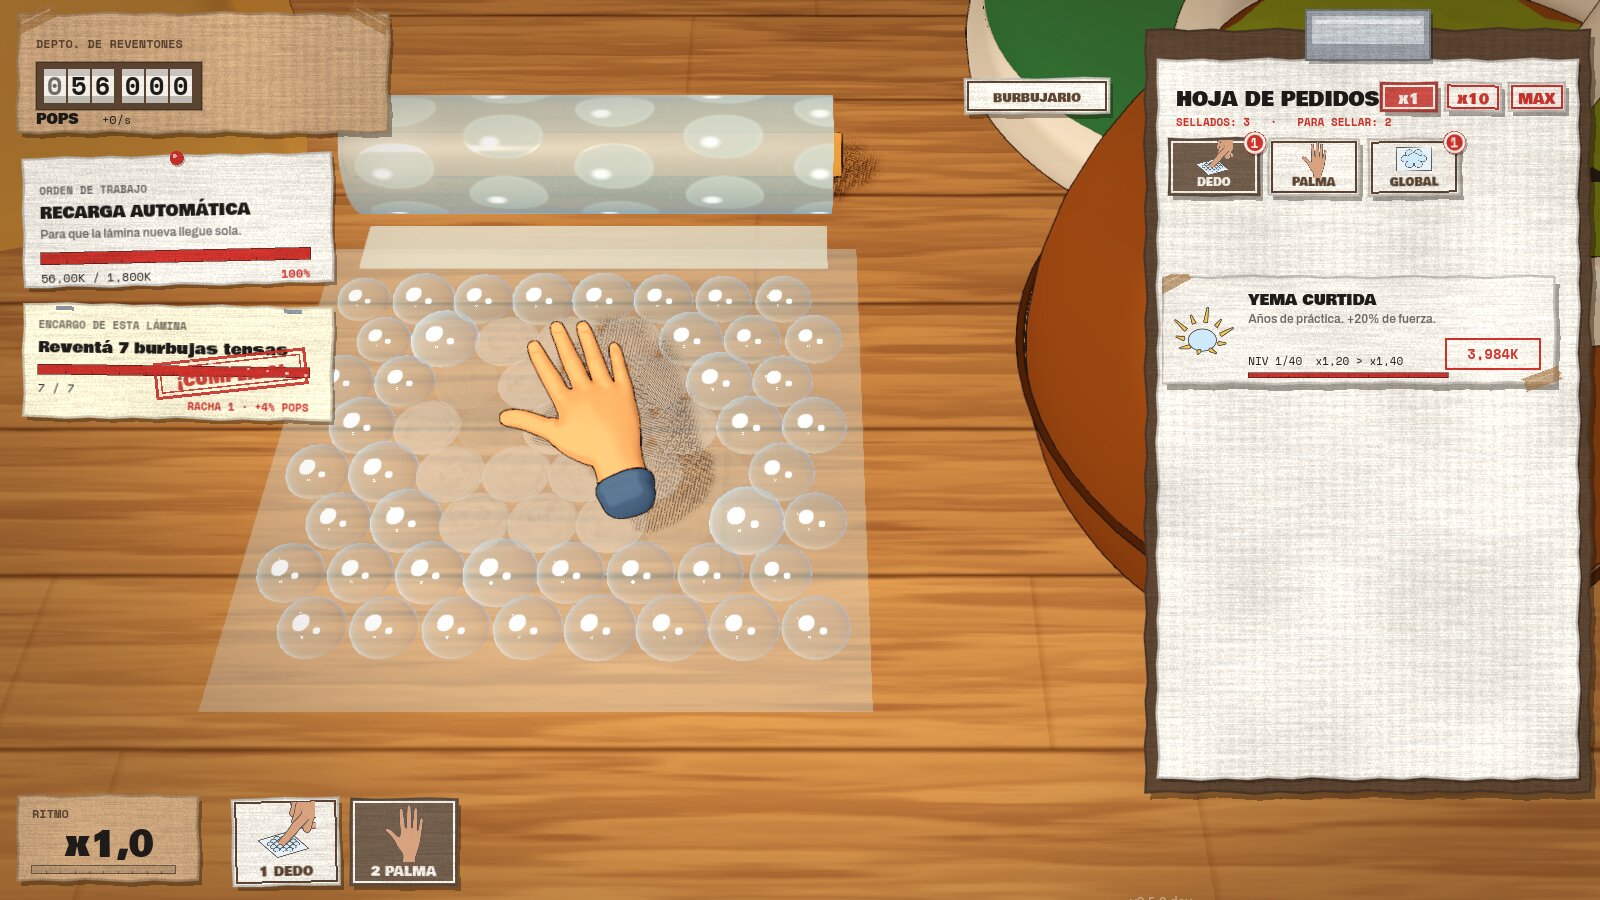 DEPTO. DE REVENTONES
056000
POPS +0/s
ORDEN DE TRABAJO
RECARGA AUTOMÁTICA
Para que la lámina nueva llegue sola.
56,00K / 1,800K 100%
ENCARGO DE ESTA LÁMINA
Reventá 7 burbujas tensas
7 / 7
RACHA 1 · +4% POPS
RITMO
x1,0
1 DEDO
2 PALMA
BURBUJARIO
HOJA DE PEDIDOS
x1
x10
MAX
SELLADOS: 3 · PARA SELLAR: 2
DEDO
1
PALMA
GLOBAL
1
YEMA CURTIDA
Años de práctica. +20% de fuerza.
NIV 1/40 x1,20 > x1,40
3,984K